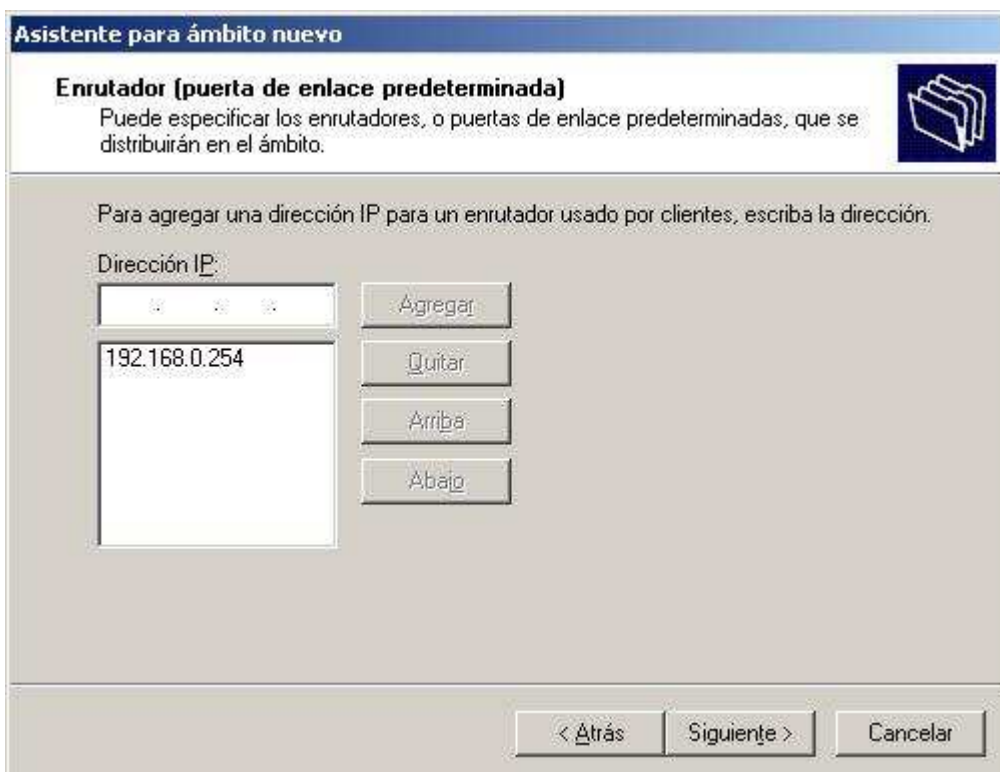 Asistente para ámbito nuevo
Enrutador (puerta de enlace predeterminada)
Puede especificar los enrutadores, o puertas de enlace predeterminadas, que se
distribuirán en el ámbito.
Para agregar una dirección IP para un enrutador usado por clientes, escriba la dirección.
Dirección IP:
. . . Agregar
192.168.0.254 Quitar
Arriba
Abajo
< Atrás Siguiente > Cancelar